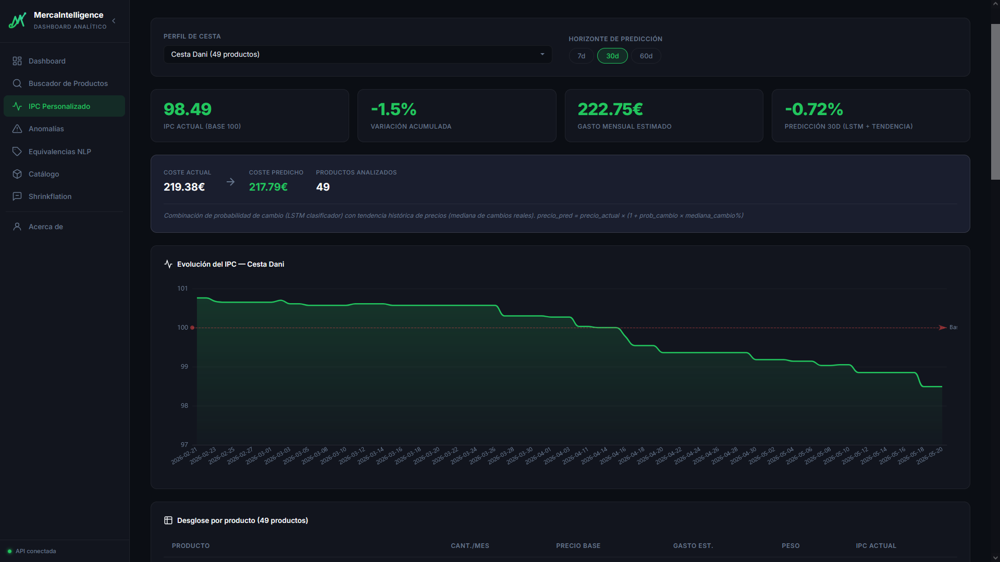 MercaIntelligence
DASHBOARD ANALÍTICO
Dashboard
Buscador de Productos
IPC Personalizado
Anomalías
Equivalencias NLP
Catálogo
Shrinkflation
Acerca de
API conectada
PERFIL DE CESTA
Cesta Dani (49 productos)
HORIZONTE DE PREDICCIÓN
7d 30d 60d
98.49
IPC ACTUAL (BASE 100)
-1.5%
VARIACIÓN ACUMULADA
222.75€
GASTO MENSUAL ESTIMADO
-0.72%
PREDICCIÓN 30D (LSTM + TENDENCIA)
COSTE ACTUAL
219.38€
COSTE PREDICHO
217.79€
PRODUCTOS ANALIZADOS
49
Combinación de probabilidad de cambio (LSTM clasificador) con tendencia histórica de precios (mediana de cambios reales). precio_pred = precio_actual × (1 + prob_cambio × mediana_cambio%)
Evolución del IPC — Cesta Dani
101
100
99
98
97
Bas
2026-02-21 2026-02-23 2026-02-25 2026-02-27 2026-03-01 2026-03-03 2026-03-05 2026-03-08 2026-03-10 2026-03-12 2026-03-14 2026-03-16 2026-03-18 2026-03-20 2026-03-22 2026-03-24 2026-03-26 2026-03-28 2026-03-30 2026-04-01 2026-04-03 2026-04-11 2026-04-14 2026-04-16 2026-04-18 2026-04-20 2026-04-22 2026-04-24 2026-04-26 2026-04-28 2026-04-30 2026-05-02 2026-05-04 2026-05-06 2026-05-08 2026-05-10 2026-05-12 2026-05-14 2026-05-16 2026-05-18 2026-05-20
Desglose por producto (49 productos)
PRODUCTO CANT./MES PRECIO BASE GASTO EST. PESO IPC ACTUAL